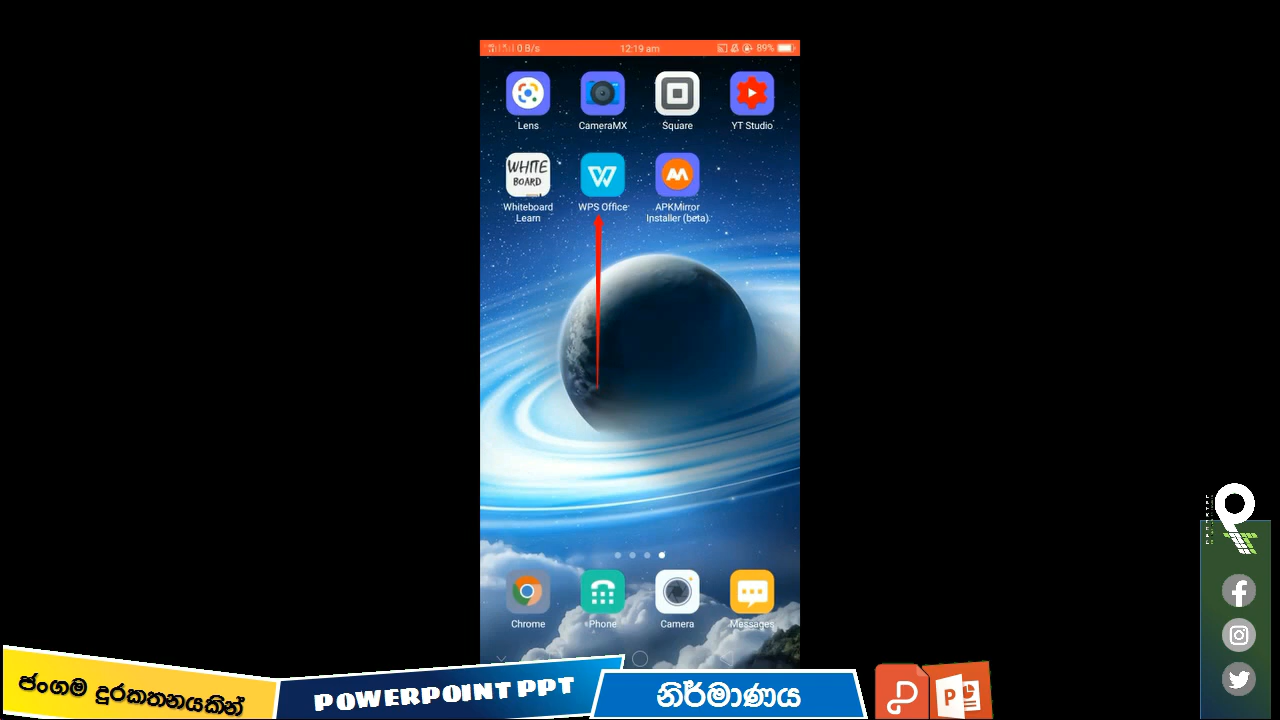 0 B/s 12:19 am 89%
Lens CameraMX Square YT Studio
WHITE
BOARD
Whiteboard
Learn
WPS Office
APKMirror
Installer (beta)
Chrome Phone Camera Messages
ජංගම දුරකතනයකින්
POWERPOINT PPT
නිර්මාණය
P